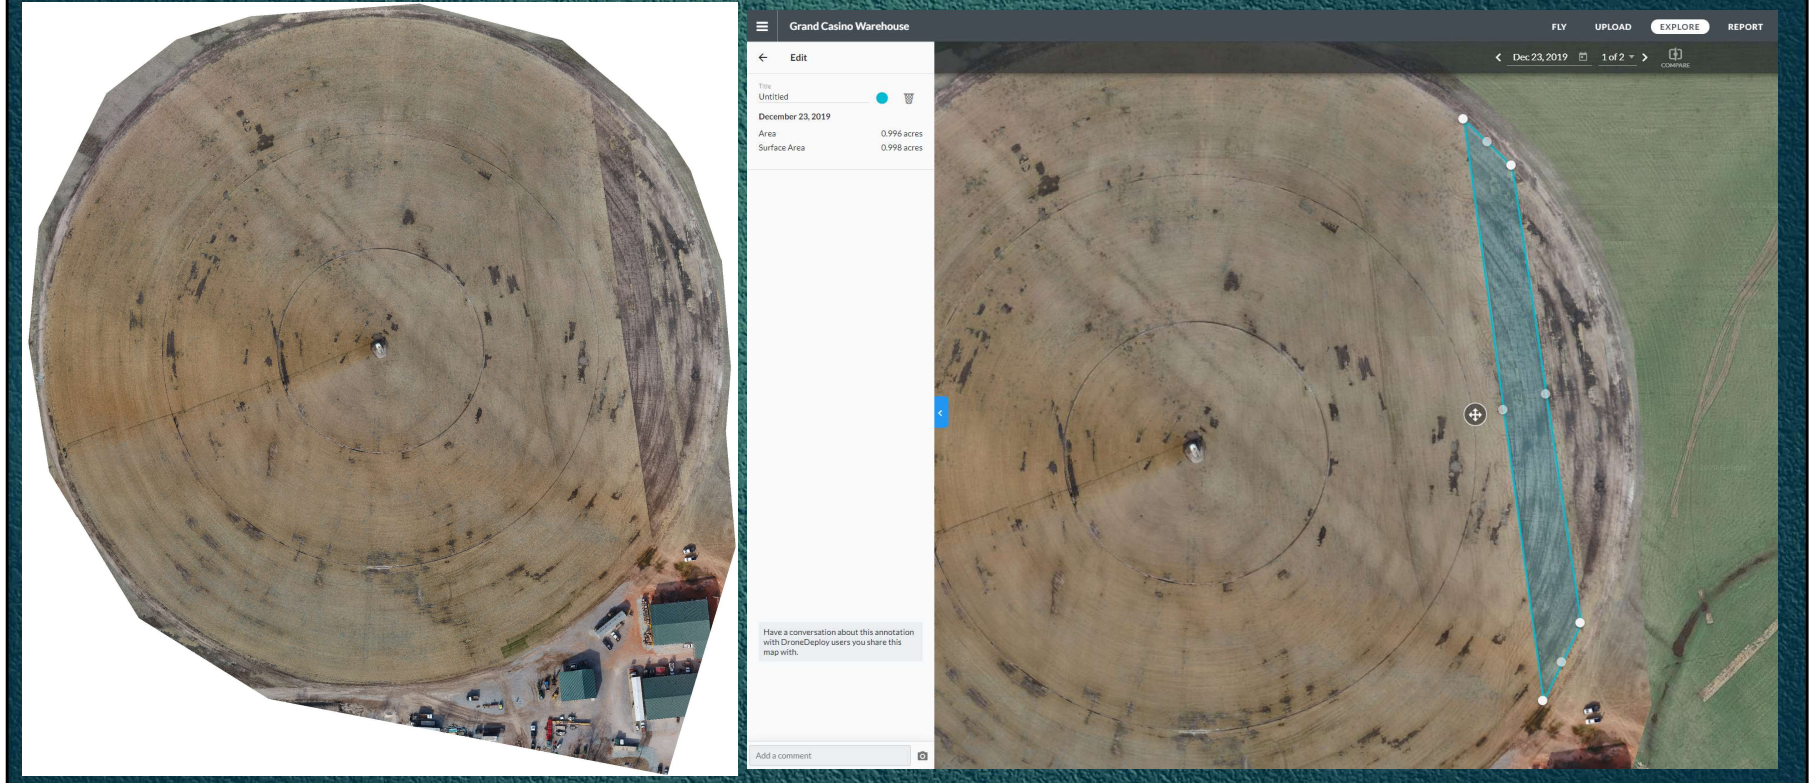 Grand Casino Warehouse
FLY UPLOAD EXPLORE REPORT
Edit
Dec 23, 2019 1 of 2 COMPARE
Title
Untitled
December 23, 2019
Area 0.996 acres
Surface Area 0.998 acres
Have a conversation about this annotation
with DroneDeploy users you share this
map with.
Add a comment